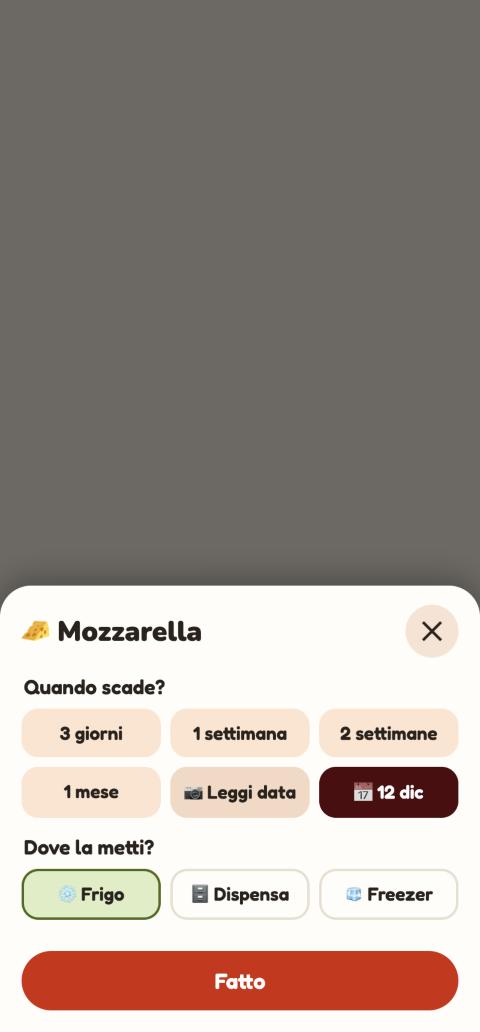 Mozzarella
Quando scade?
3 giorni
1 settimana
2 settimane
1 mese
Leggi data
17 12 dic
Dove la metti?
Frigo
Dispensa
Freezer
Fatto